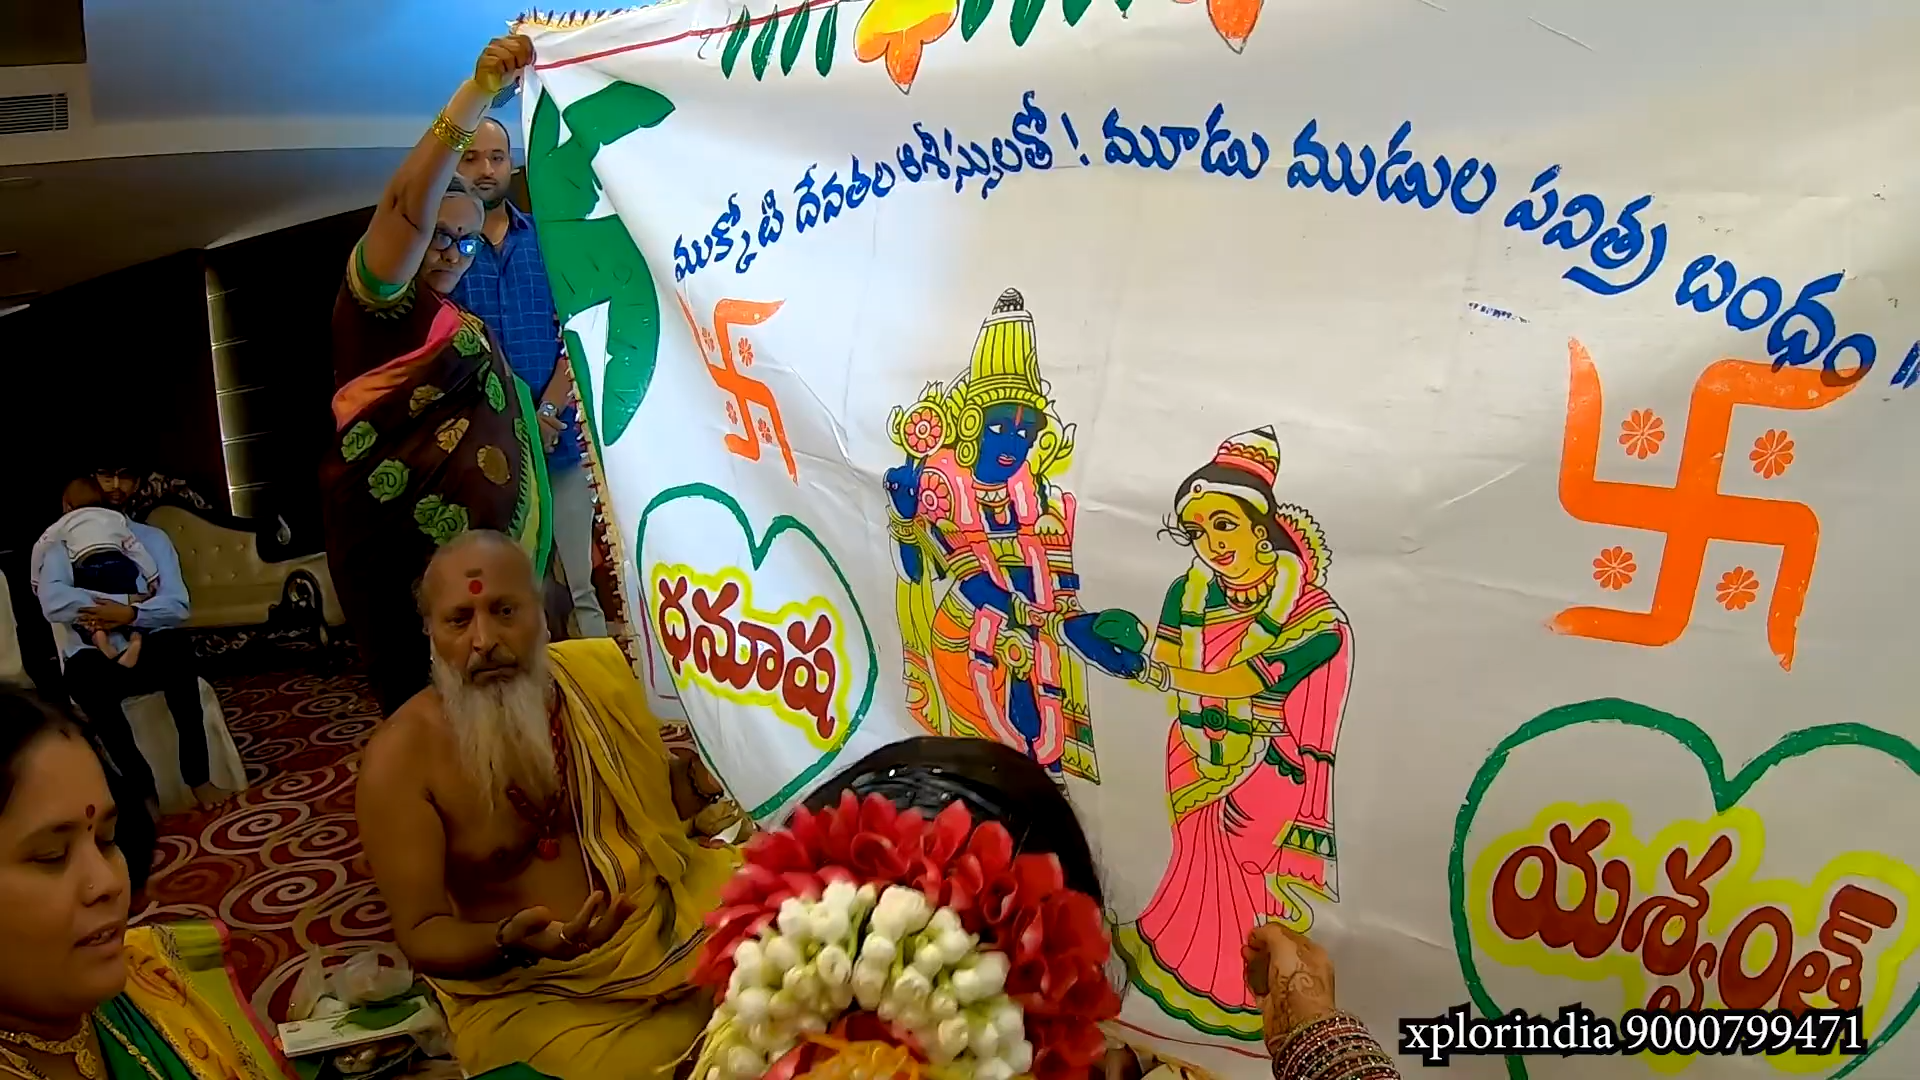 ముక్కోటి దేవతల ఆశీస్సులతో ! మూడు ముడుల పవిత్ర బంధం "
ధనూష
యశ్వంత్
xplorindia 9000799471